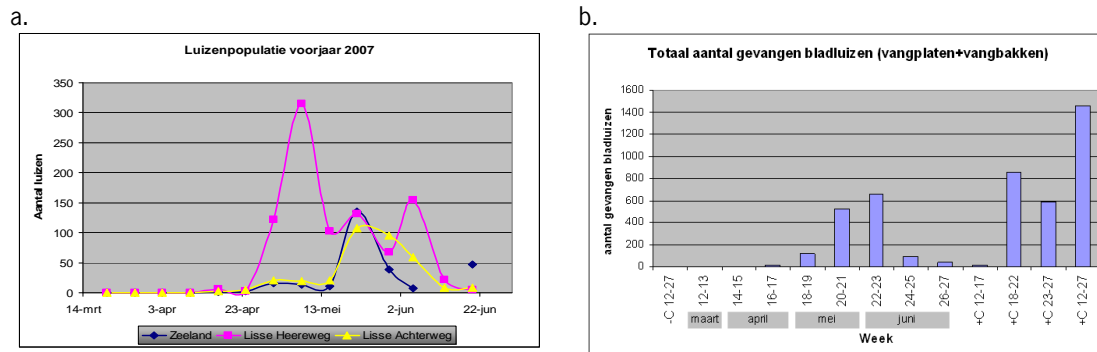 a.
Luizenpopulatie voorjaar 2007
350
300
250
200
150
100
50
0
Aantal luizen
14-mrt 3-apr 23-apr 13-mei 2-jun 22-jun
Zeeland Lisse Heereweg Lisse Achterweg
b.
Totaal aantal gevangen bladluizen (vangplaten+vangbakken)
1600
1400
1200
1000
800
600
400
200
0
aantal gevangen bladluizen
-C 12-27 12-13 14-15 16-17 18-19 20-21 22-23 24-25 26-27 +C 12-17 +C 18-22 +C 23-27 +C 12-27
maart april mei juni
Week